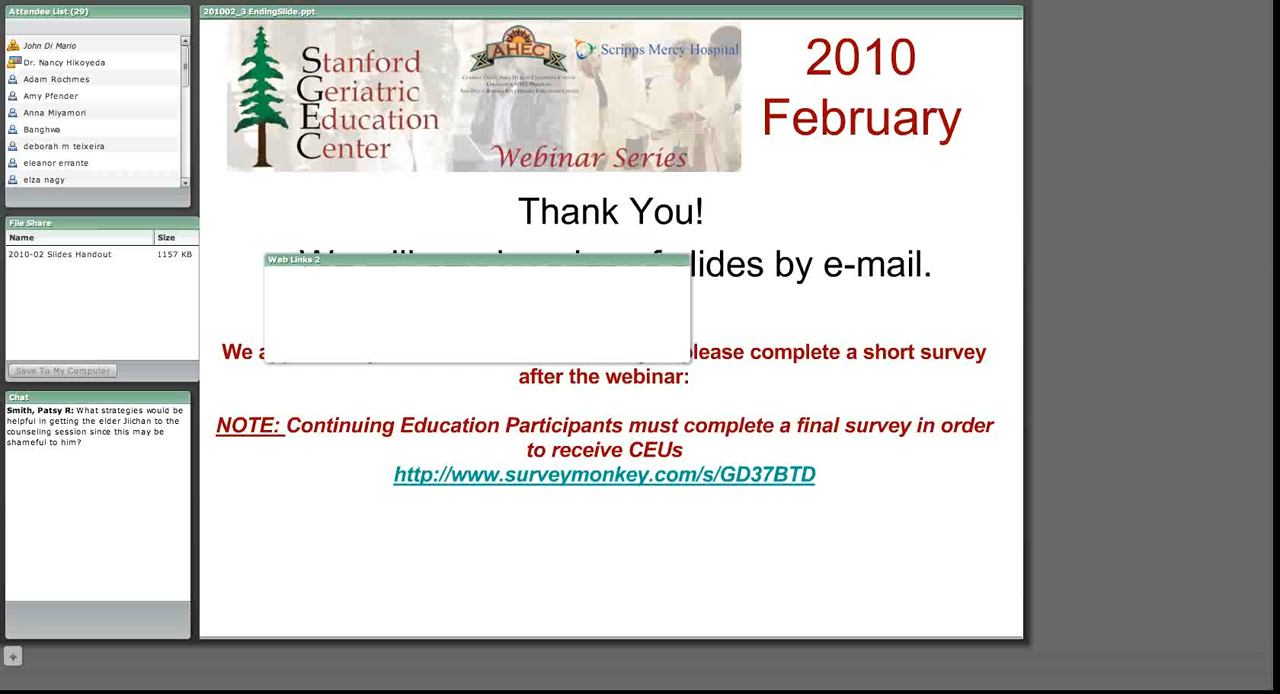 Attendee List (29)
John Di Mario
Dr. Nancy Hikoyeda
Adam Rochmes
Amy Pfender
Anna Miyamori
Banghwa
deborah m teixeira
eleanor errante
elza nagy
File Share
Name Size
2010-02 Slides Handout 1157 KB
Save To My Computer
Chat
Smith, Patsy R: What strategies would be
helpful in getting the elder Jiichan to the
counseling session since this may be
shameful to him?
201002_3 EndingSlide.ppt
Stanford
Geriatric
Education
Center
AHEC
Scripps Mercy Hospital
Webinar Series
2010
February
Thank You!
slides by e-mail.
Web Links 2
We please complete a short survey
after the webinar:
NOTE: Continuing Education Participants must complete a final survey in order
to receive CEUs
http://www.surveymonkey.com/s/GD37BTD